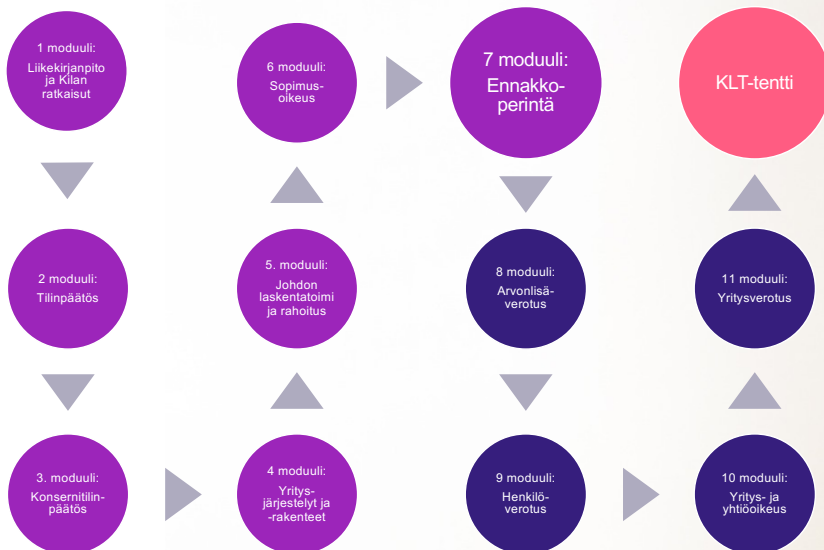 1 moduuli:
Liikekirjanpito
ja Kilan
ratkaisut
2 moduuli:
Tilinpäätös
3. moduuli:
Konsernitilin-
päätös
4 moduuli:
Yritys-
järjestelyt ja
-rakenteet
5. moduuli:
Johdon
laskentatoimi
ja rahoitus
6 moduuli:
Sopimus-
oikeus
7 moduuli:
Ennakko-
perintä
8 moduuli:
Arvonlisä-
verotus
9 moduuli:
Henkilö-
verotus
10 moduuli:
Yritys- ja
yhtiöoikeus
11 moduuli:
Yritysverotus
KLT-tentti